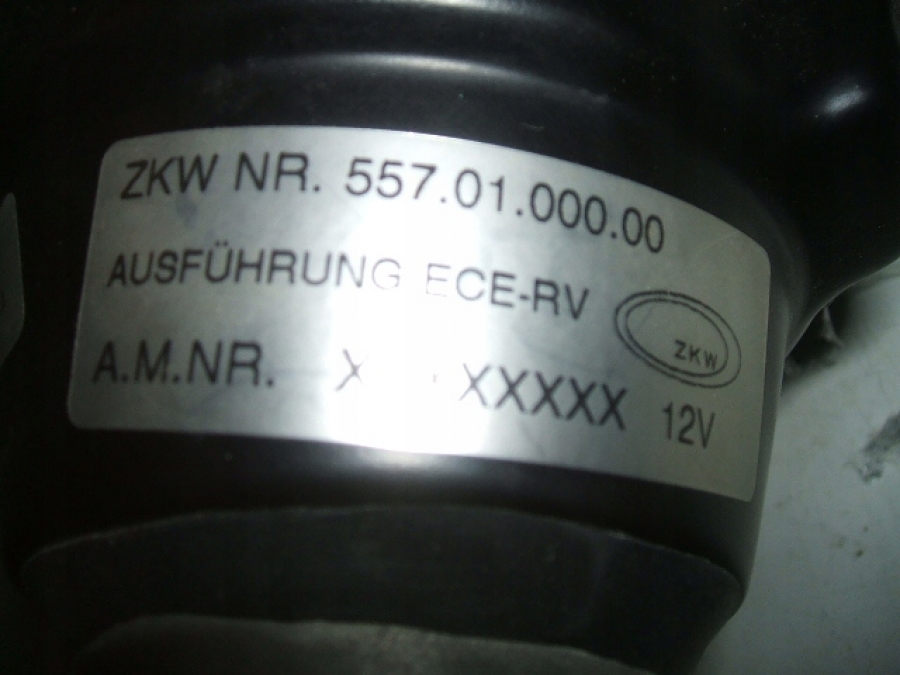 ZKW NR. 557.01.000.00
AUSFÜHRUNG ECE-RV
ZKW
A.M.NR. XXXXX 12V